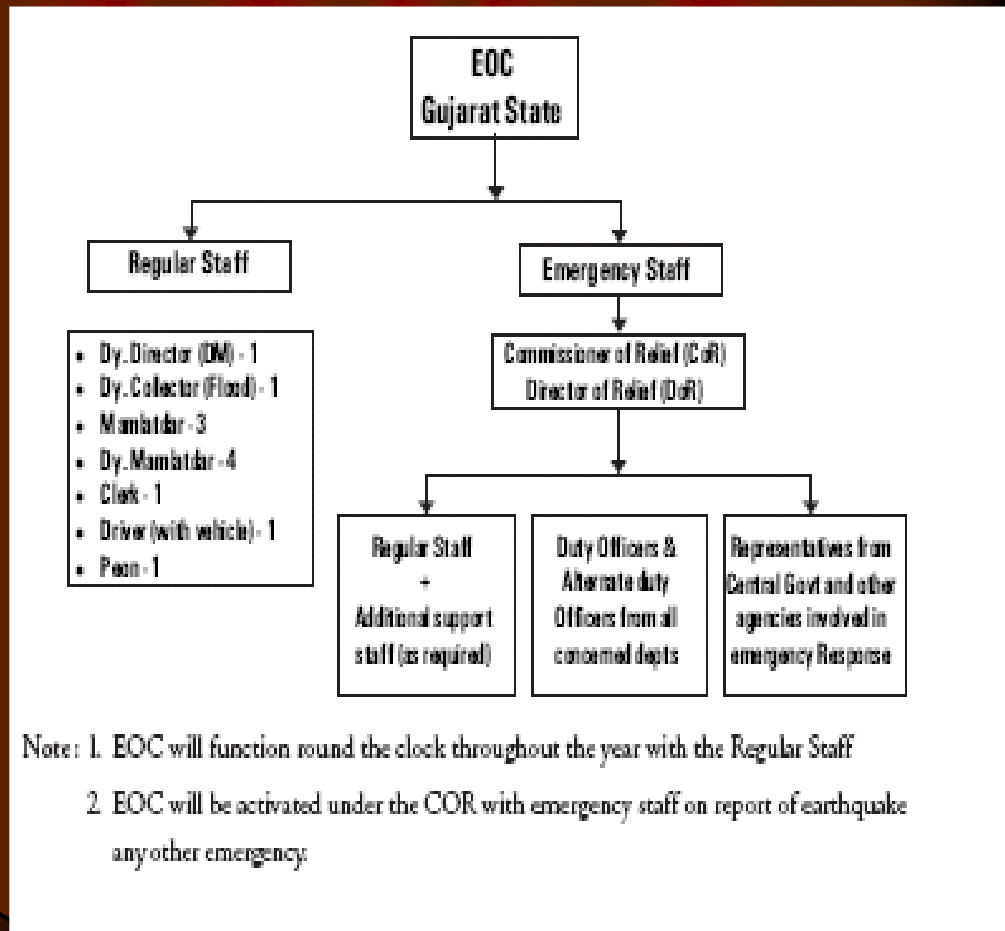 EOC
Gujarat State
Regular Staff
Emergency Staff
• Dy. Director (DM) - 1
• Dy. Collector (Flood) - 1
• Mamlatdar - 3
• Dy. Mamlatdar - 4
• Clerk - 1
• Driver (with vehicle) - 1
• Peon - 1
Commissioner of Relief (CoR)
Director of Relief (DoR)
Regular Staff
+
Additional support
staff (as required)
Duty Officers &
Alternate duty
Officers from all
concerned depts
Representatives from
Central Govt and other
agencies involved in
emergency Response
Note: 1. EOC will function round the clock throughout the year with the Regular Staff
2. EOC will be activated under the COR with emergency staff on report of earthquake
any other emergency.